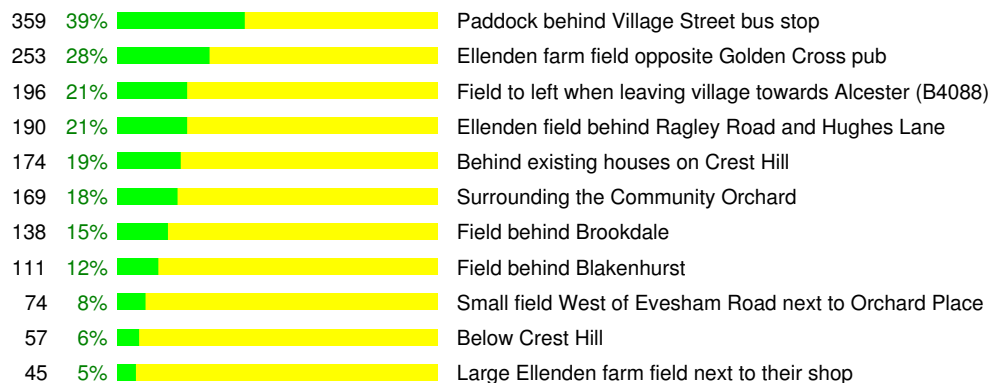 359 39% Paddock behind Village Street bus stop
253 28% Ellenden farm field opposite Golden Cross pub
196 21% Field to left when leaving village towards Alcester (B4088)
190 21% Ellenden field behind Ragley Road and Hughes Lane
174 19% Behind existing houses on Crest Hill
169 18% Surrounding the Community Orchard
138 15% Field behind Brookdale
111 12% Field behind Blakenhurst
74 8% Small field West of Evesham Road next to Orchard Place
57 6% Below Crest Hill
45 5% Large Ellenden farm field next to their shop